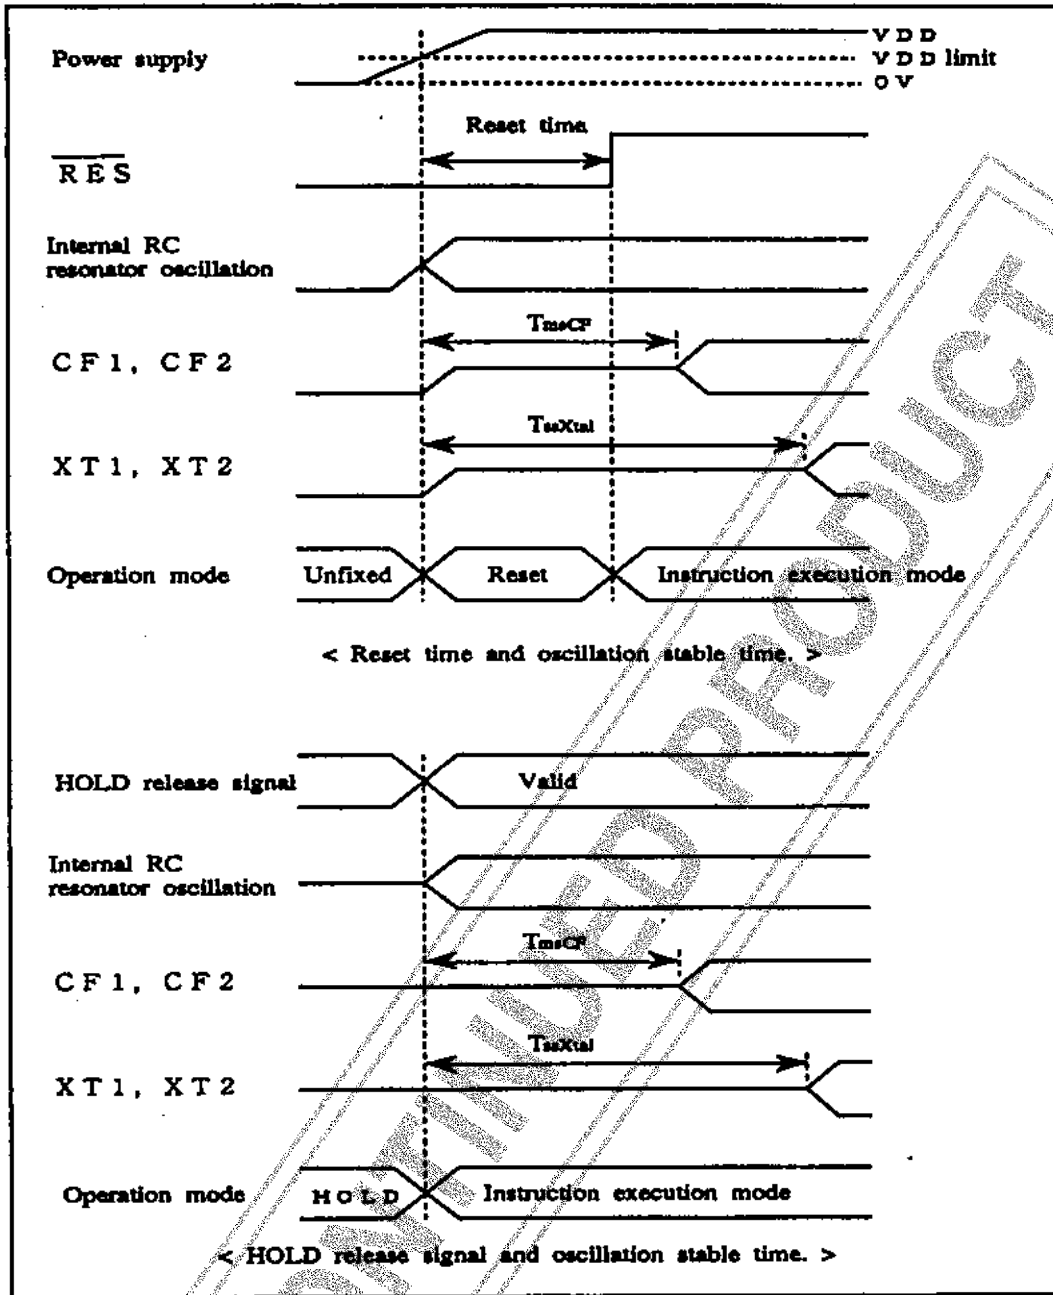 Power supply
VDD
VDD limit
0V
Reset time
RES
Internal RC
resonator oscillation
TmsCF
CF1, CF2
TssXtal
XT1, XT2
Operation mode
Unfixed
Reset
Instruction execution mode
< Reset time and oscillation stable time. >
HOLD release signal
Valid
Internal RC
resonator oscillation
TmsCF
CF1, CF2
TssXtal
XT1, XT2
Operation mode
HOLD
Instruction execution mode
< HOLD release signal and oscillation stable time. >
ONTINUED PRODUCT